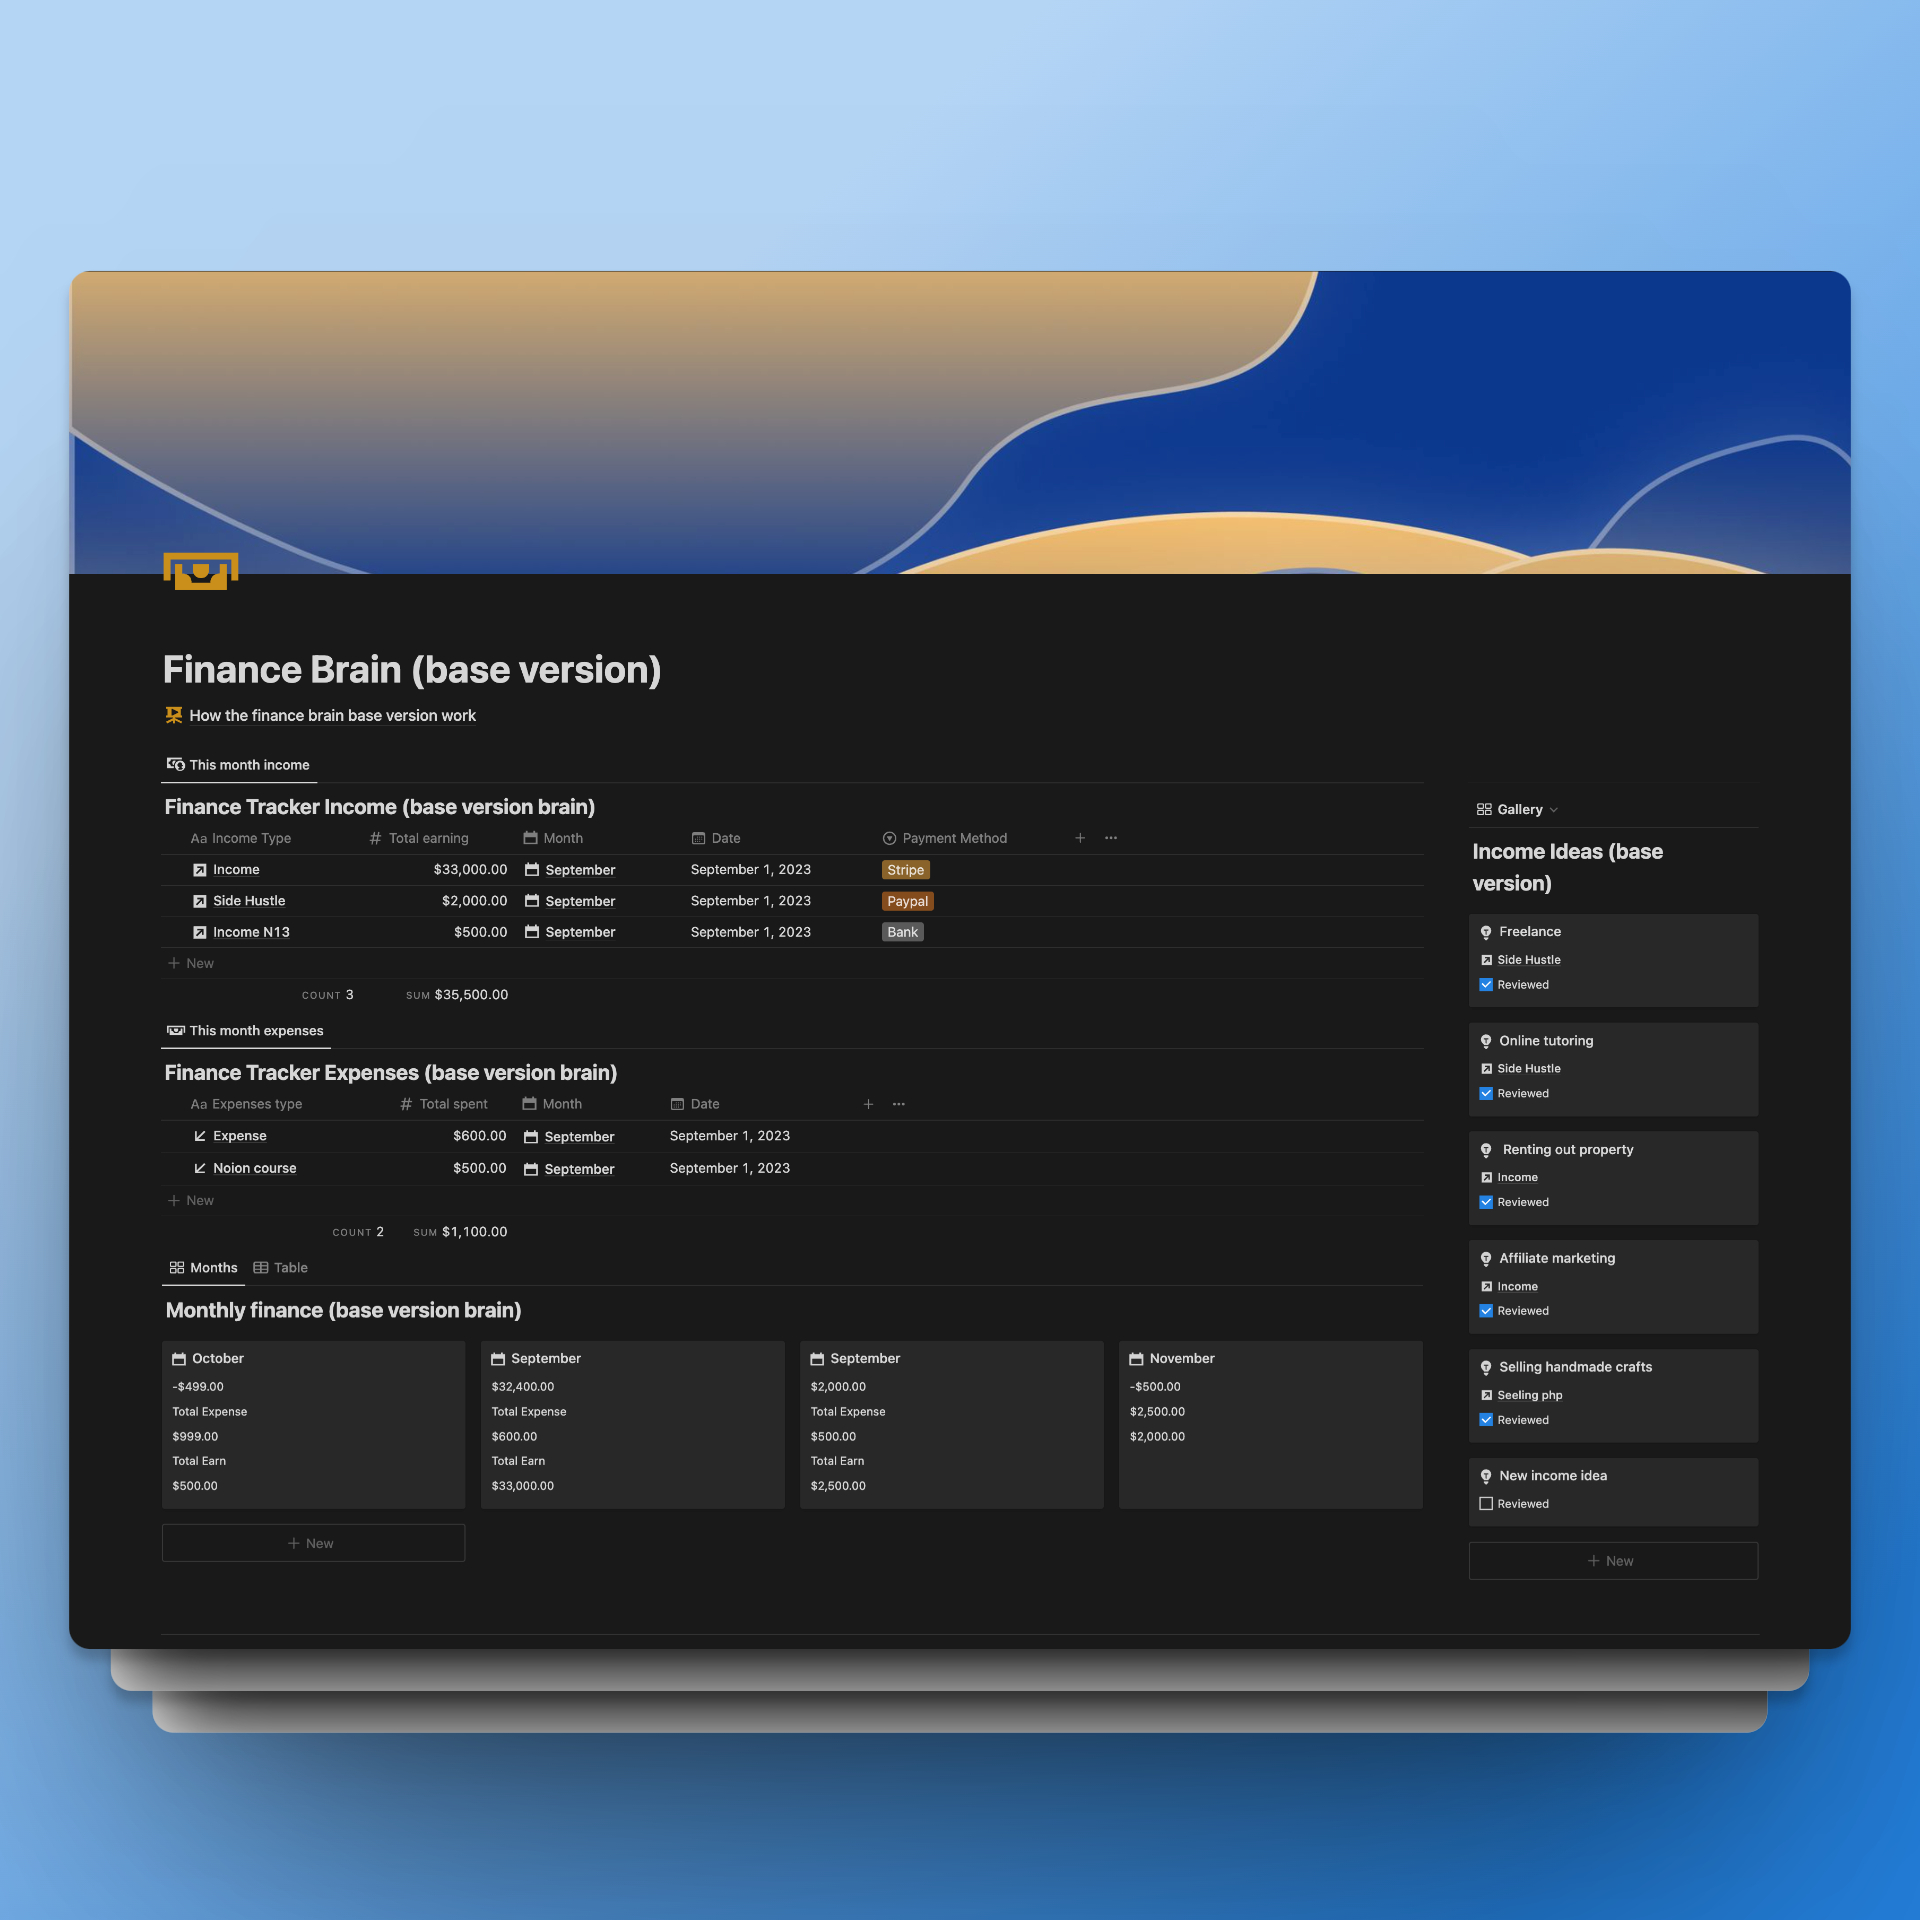 Finance Brain (base version)
How the finance brain base version work
This month income
Finance Tracker Income (base version brain)
Aa Income Type # Total earning Month Date Payment Method + ...
Income $33,000.00 September September 1, 2023 Stripe
Side Hustle $2,000.00 September September 1, 2023 Paypal
Income N13 $500.00 September September 1, 2023 Bank
+ New
COUNT 3 SUM $35,500.00
This month expenses
Finance Tracker Expenses (base version brain)
Aa Expenses type # Total spent Month Date + ...
Expense $600.00 September September 1, 2023
Noion course $500.00 September September 1, 2023
+ New
COUNT 2 SUM $1,100.00
Months Table
Monthly finance (base version brain)
October
-$499.00
Total Expense
$999.00
Total Earn
$500.00
September
$32,400.00
Total Expense
$600.00
Total Earn
$33,000.00
September
$2,000.00
Total Expense
$500.00
Total Earn
$2,500.00
November
-$500.00
$2,500.00
$2,000.00
+ New
Gallery
Income Ideas (base
version)
Freelance
Side Hustle
Reviewed
Online tutoring
Side Hustle
Reviewed
Renting out property
Income
Reviewed
Affiliate marketing
Income
Reviewed
Selling handmade crafts
Seeling php
Reviewed
New income idea
Reviewed
+ New